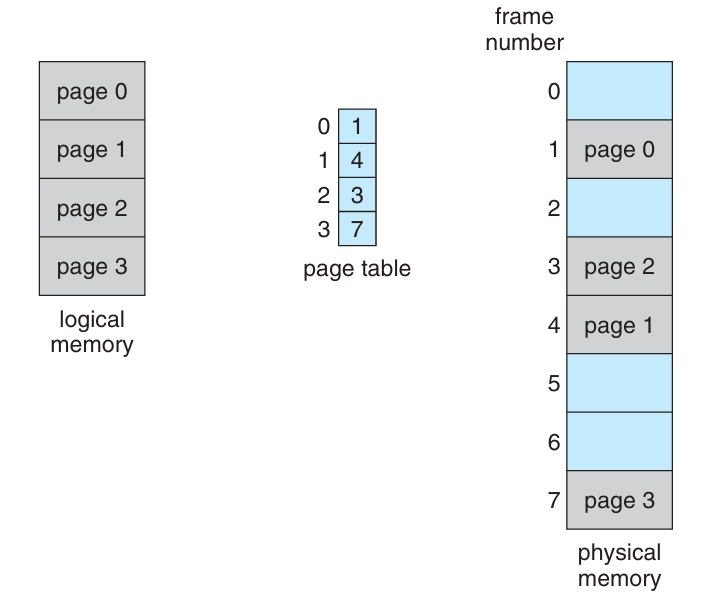 page 0
page 1
page 2
page 3
logical
memory
0 1
1 4
2 3
3 7
page table
frame
number
0
1 page 0
2
3 page 2
4 page 1
5
6
7 page 3
physical
memory